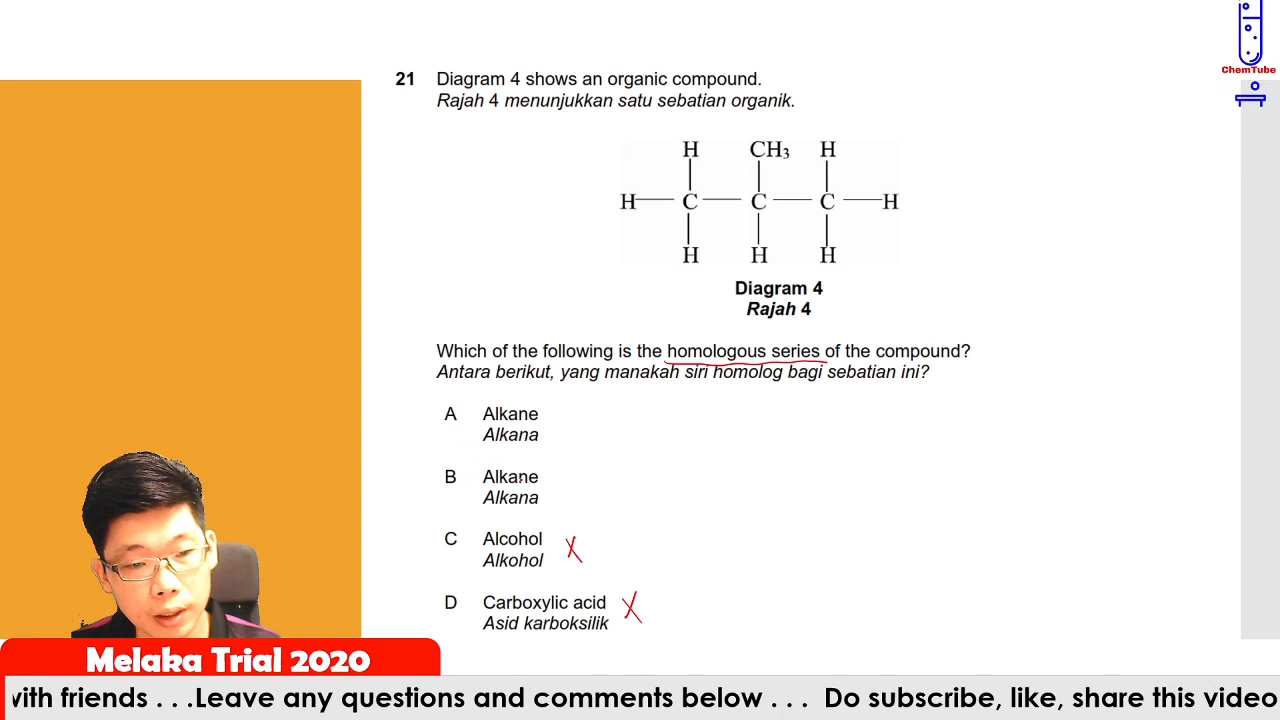 ChemTube
21 Diagram 4 shows an organic compound.
Rajah 4 menunjukkan satu sebatian organik.
H CH₃ H
H C C C H
H H H
Diagram 4
Rajah 4
Which of the following is the homologous series of the compound?
Antara berikut, yang manakah siri homolog bagi sebatian ini?
A Alkane
Alkana
B Alkane
Alkana
C Alcohol
Alkohol
D Carboxylic acid
Asid karboksilik
Melaka Trial 2020
with friends . . .Leave any questions and comments below . . . Do subscribe, like, share this video